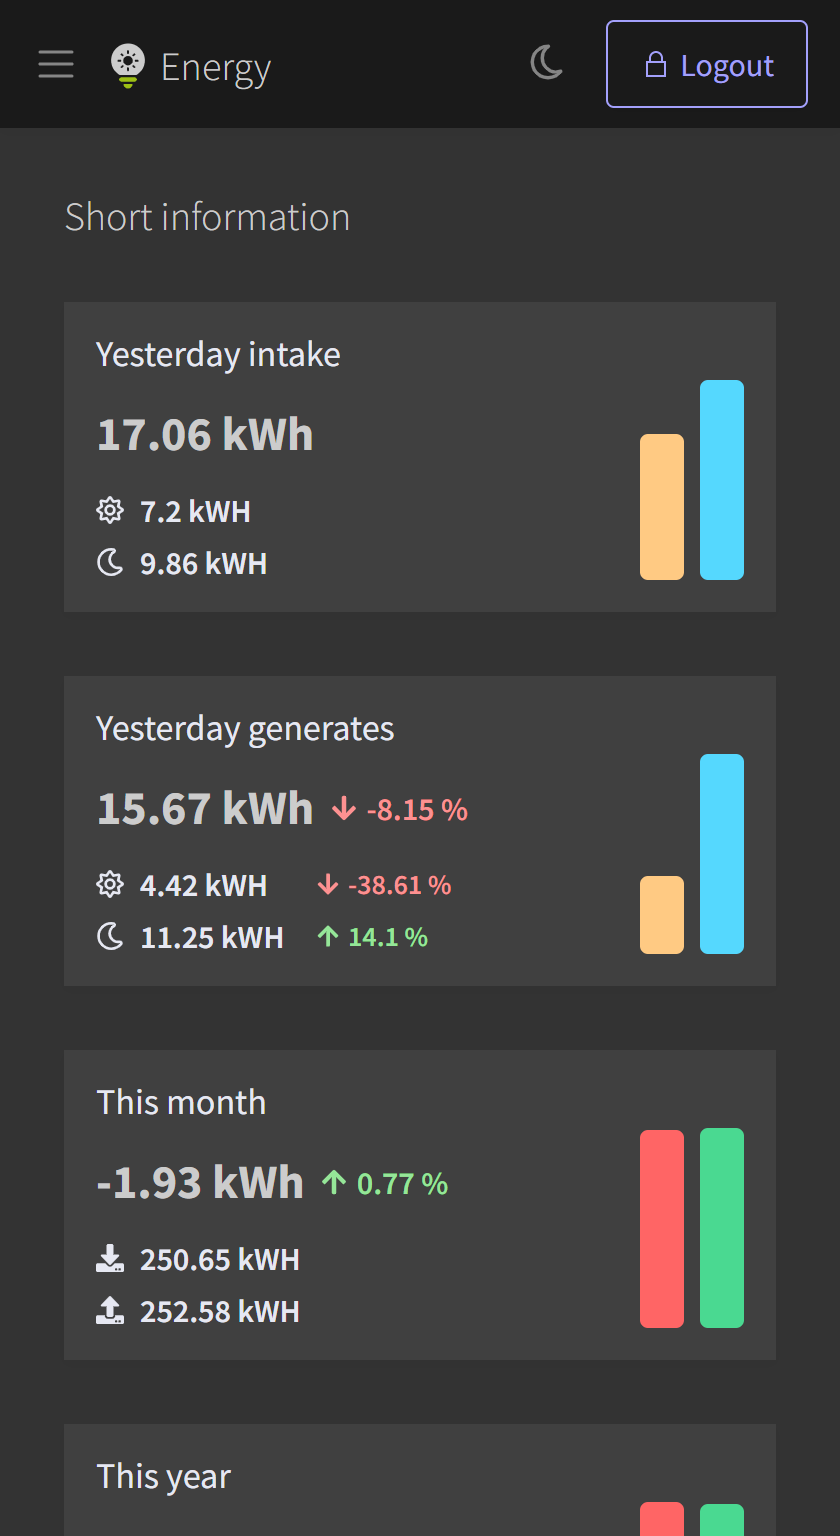 Energy
Logout
Short information
Yesterday intake
17.06 kWh
7.2 kWH
9.86 kWH
Yesterday generates
15.67 kWh -8.15 %
4.42 kWH -38.61 %
11.25 kWH 14.1 %
This month
-1.93 kWh 0.77 %
250.65 kWH
252.58 kWH
This year